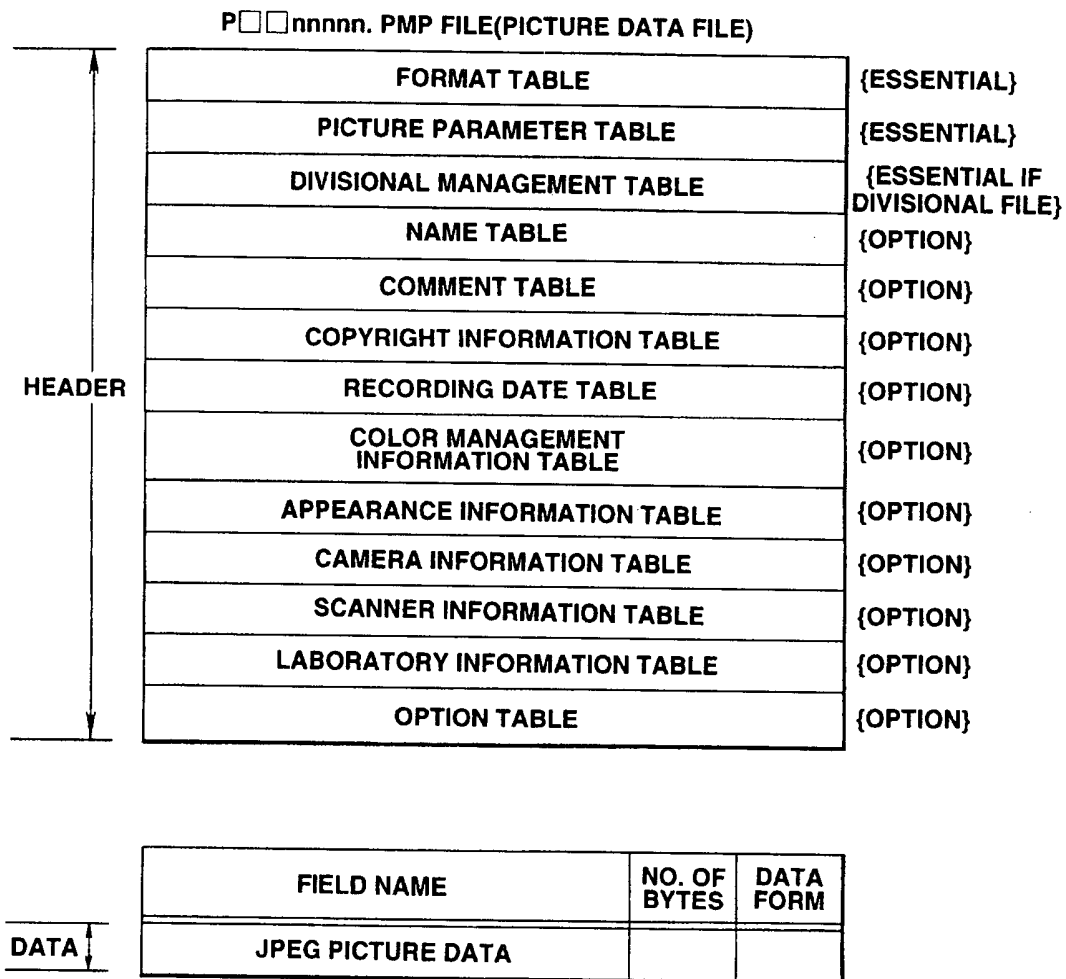 P□□nnnnn. PMP FILE(PICTURE DATA FILE)
FORMAT TABLE {ESSENTIAL}
PICTURE PARAMETER TABLE {ESSENTIAL}
DIVISIONAL MANAGEMENT TABLE {ESSENTIAL IF
DIVISIONAL FILE}
NAME TABLE {OPTION}
COMMENT TABLE {OPTION}
COPYRIGHT INFORMATION TABLE {OPTION}
HEADER RECORDING DATE TABLE {OPTION}
COLOR MANAGEMENT
INFORMATION TABLE {OPTION}
APPEARANCE INFORMATION TABLE {OPTION}
CAMERA INFORMATION TABLE {OPTION}
SCANNER INFORMATION TABLE {OPTION}
LABORATORY INFORMATION TABLE {OPTION}
OPTION TABLE {OPTION}
FIELD NAME NO. OF BYTES DATA FORM
DATA JPEG PICTURE DATA